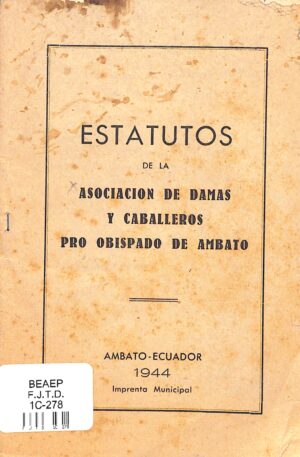 ESTATUTOS
DE LA
ASOCIACION DE DAMAS
Y CABALLEROS
PRO OBISPADO DE AMBATO
AMBATO-ECUADOR
1944
Imprenta Municipal
BEAEP
F.J.T.D.
1C-278